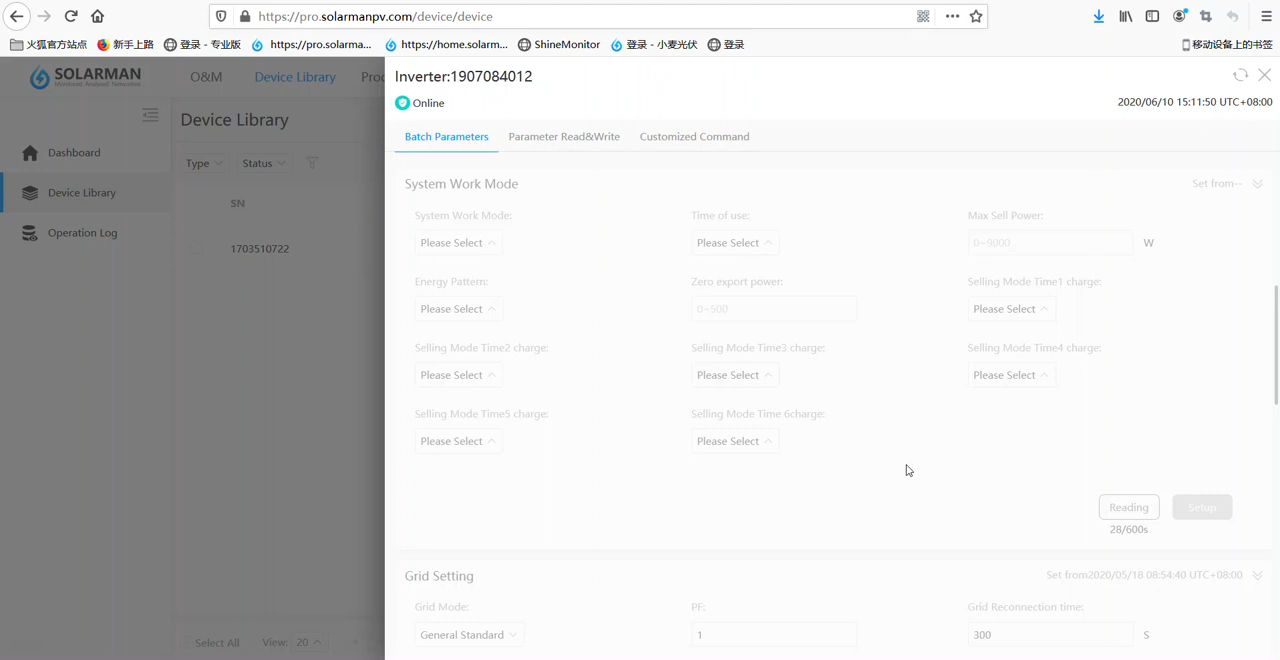 https://pro.solarmanpv.com/device/device
火狐官方站点 新手上路 登录 - 专业版 https://pro.solarma... https://home.solarm... ShineMonitor 登录 - 小麦光伏 登录 移动设备上的书签
SOLARMAN
O&M Device Library Proc
Dashboard
Device Library
Operation Log
Device Library
Type Status
SN
1703510722
Select All View: 20
Inverter:1907084012
Online
2020/06/10 15:11:50 UTC+08:00
Batch Parameters Parameter Read&Write Customized Command
System Work Mode Set from--
System Work Mode: Time of use: Max Sell Power:
Please Select Please Select 0~9000 W
Energy Pattern: Zero export power: Selling Mode Time1 charge:
Please Select 0~500 Please Select
Selling Mode Time2 charge: Selling Mode Time3 charge: Selling Mode Time4 charge:
Please Select Please Select Please Select
Selling Mode Time5 charge: Selling Mode Time 6charge:
Please Select Please Select
Reading Setup
28/600s
Grid Setting Set from2020/05/18 08:54:40 UTC+08:00
Grid Mode: PF: Grid Reconnection time:
General Standard 1 300 S